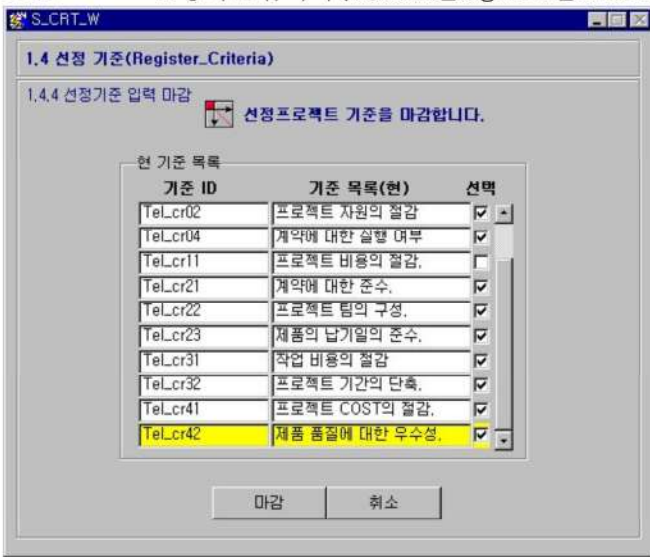 S_CRT_W
1.4 선정 기준(Register_Criteria)
1.4.4 선정기준 입력 마감
선정프로젝트 기준을 마감합니다.
현 기준 목록
기준 ID 기준 목록(현) 선택
Tel_cr02 프로젝트 자원의 절감 
Tel_cr04 계약에 대한 실행 여부
Tel_cr11 프로젝트 비용의 절감.
Tel_cr21 계약에 대한 준수.
Tel_cr22 프로젝트 팀의 구성.
Tel_cr23 제품의 납기일의 준수.
Tel_cr31 작업 비용의 절감
Tel_cr32 프로젝트 기간의 단축.
Tel_cr41 프로젝트 COST의 절감.
Tel_cr42 제품 품질에 대한 우수성.
마감 취소